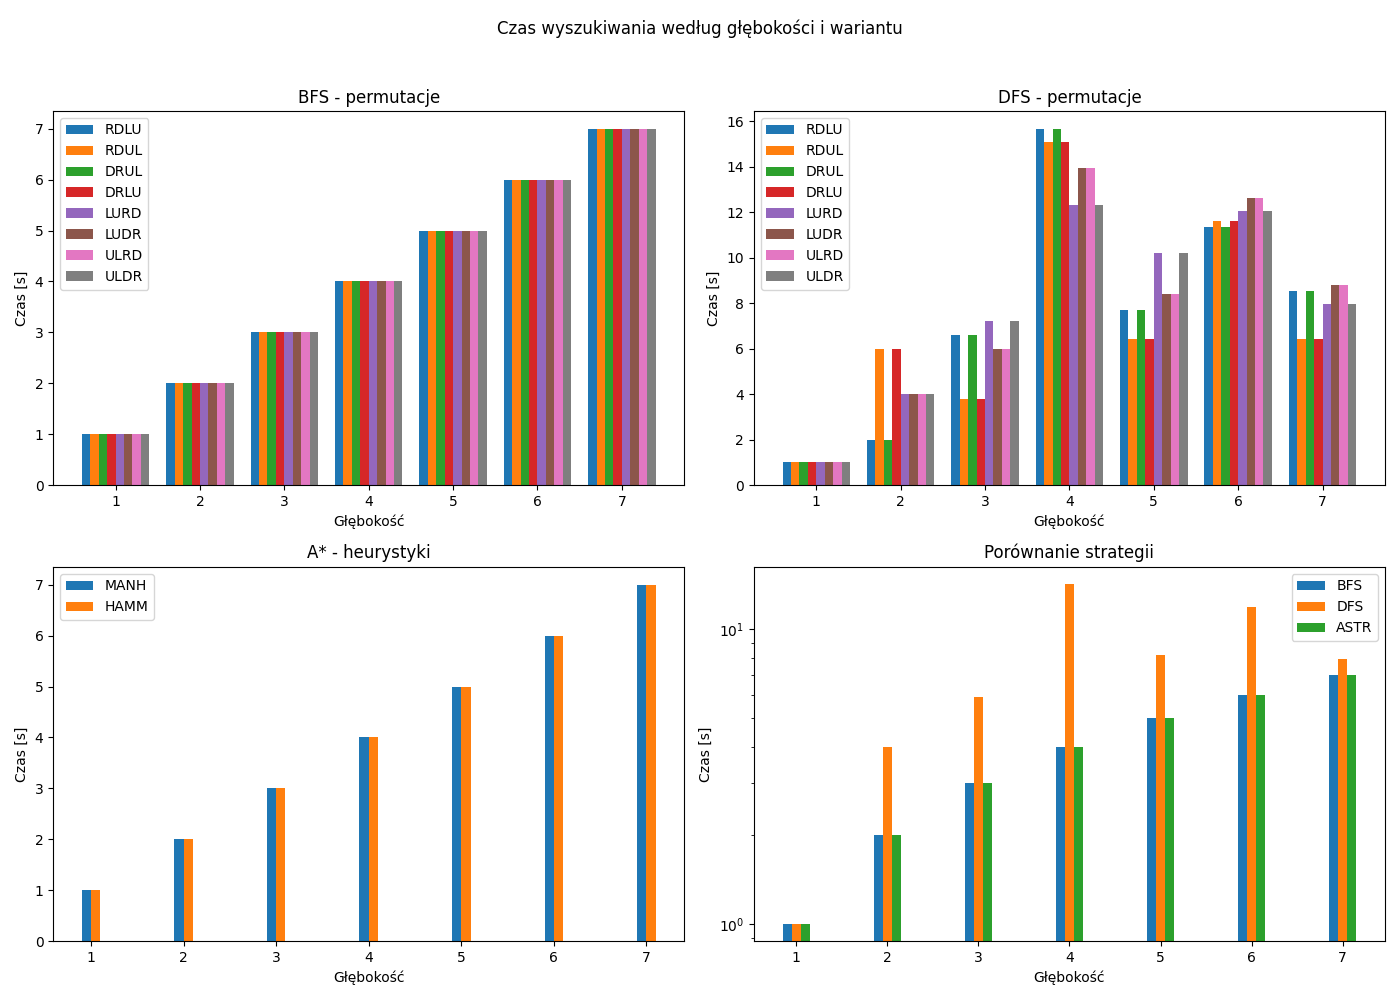 Czas wyszukiwania według głębokości i wariantu
BFS - permutacje
RDLU
RDUL
DRUL
DRLU
LURD
LUDR
ULRD
ULDR
Czas [s]
7
6
5
4
3
2
1
0
1 2 3 4 5 6 7
Głębokość
DFS - permutacje
RDLU
RDUL
DRUL
DRLU
LURD
LUDR
ULRD
ULDR
Czas [s]
16
14
12
10
8
6
4
2
0
1 2 3 4 5 6 7
Głębokość
A* - heurystyki
MANH
HAMM
Czas [s]
7
6
5
4
3
2
1
0
1 2 3 4 5 6 7
Głębokość
Porównanie strategii
BFS
DFS
ASTR
Czas [s]
10¹
10⁰
1 2 3 4 5 6 7
Głębokość